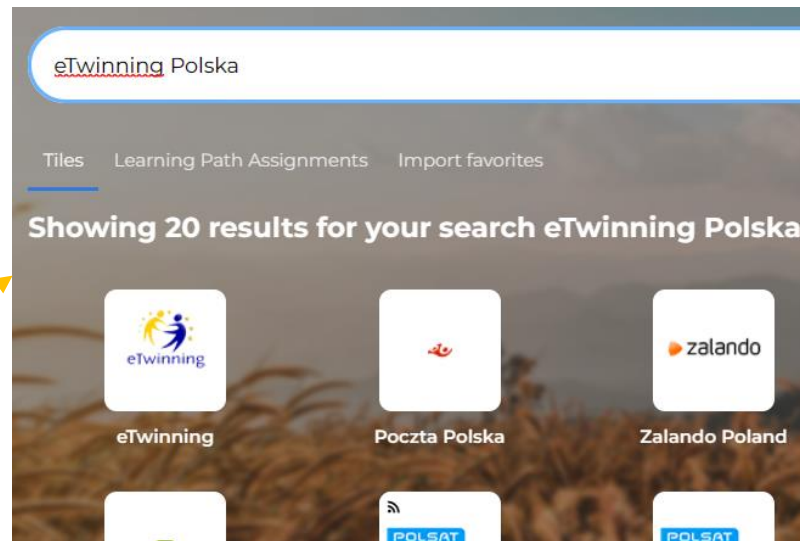 eTwinning Polska
Tiles Learning Path Assignments Import favorites
Showing 20 results for your search eTwinning Polska
eTwinning
zalando
eTwinning Poczta Polska Zalando Poland
POLSAT POLSAT